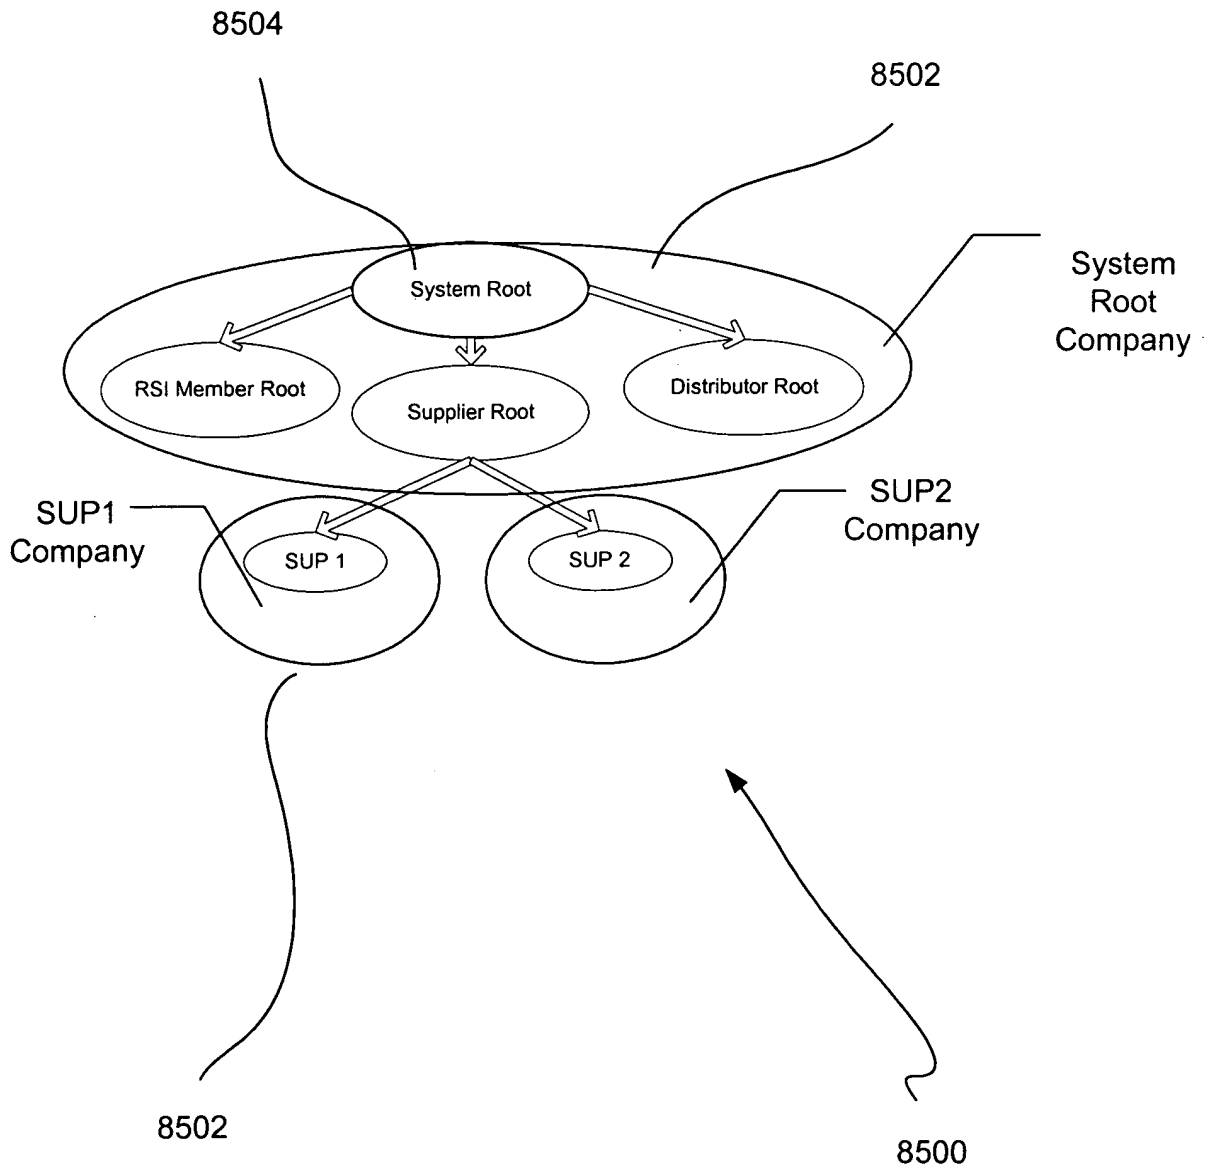 8504
8502
System
Root
Company
System Root
RSI Member Root
Supplier Root
Distributor Root
SUP1
Company
SUP2
Company
SUP 1
SUP 2
8502
8500